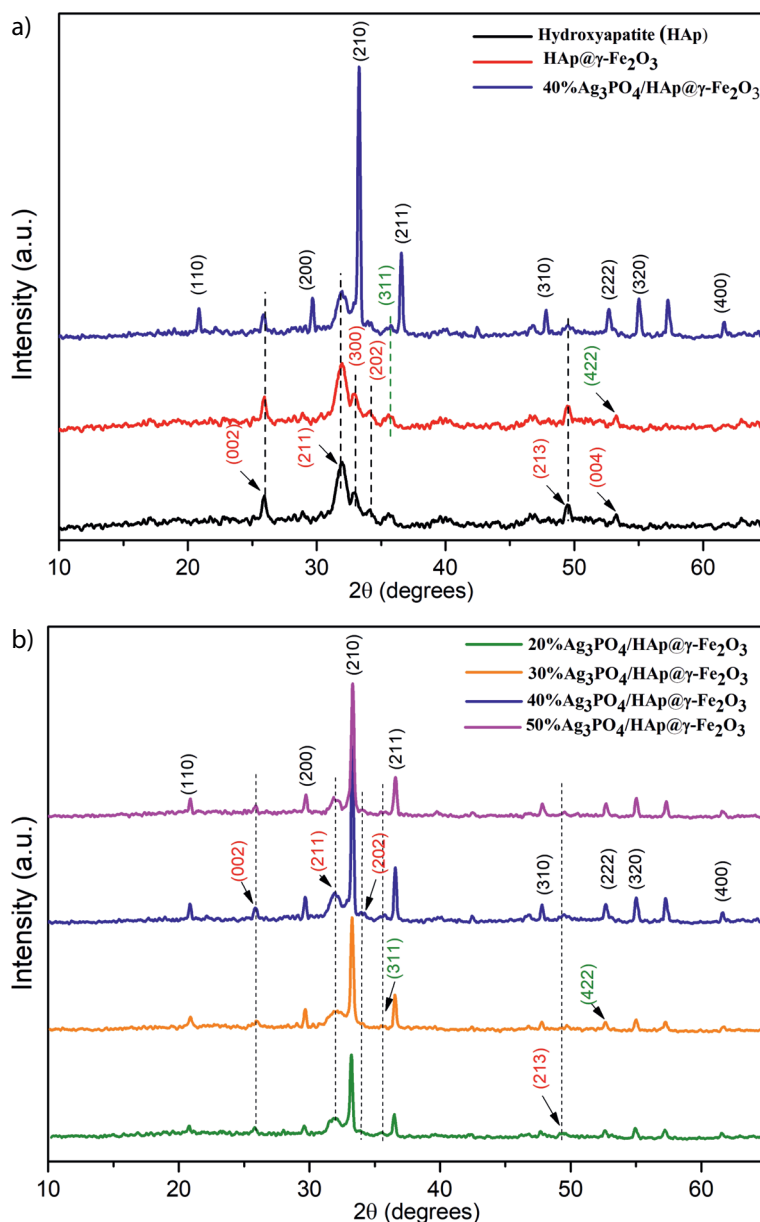 a)
Hydroxyapatite (HAp)
HAp@γ-Fe2O3
40%Ag3PO4/HAp@γ-Fe2O3
(110)
(200)
(210)
(311)
(211)
(310)
(222)
(320)
(400)
(300)
(202)
(422)
(002)
(211)
(213)
(004)
Intensity (a.u.)
10 20 30 40 50 60
2θ (degrees)
b)
20%Ag3PO4/HAp@γ-Fe2O3
30%Ag3PO4/HAp@γ-Fe2O3
40%Ag3PO4/HAp@γ-Fe2O3
50%Ag3PO4/HAp@γ-Fe2O3
(110)
(200)
(210)
(211)
(002)
(211)
(202)
(310)
(222)
(320)
(400)
(311)
(422)
(213)
Intensity (a.u.)
10 20 30 40 50 60
2θ (degrees)